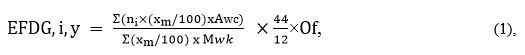 EFDG, i, y = Σ(nᵢ×(xₘ/100)xAwc) / Σ(xₘ/100) x Mwk × 44/12 ×Of, (1),